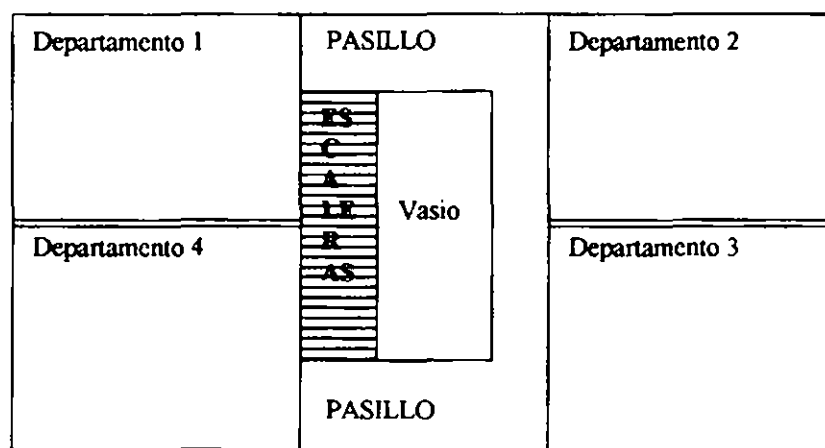 Departamento 1
PASILLO
Departamento 2
ES
C
A
LE
R
AS
Vasio
Departamento 4
Departamento 3
PASILLO